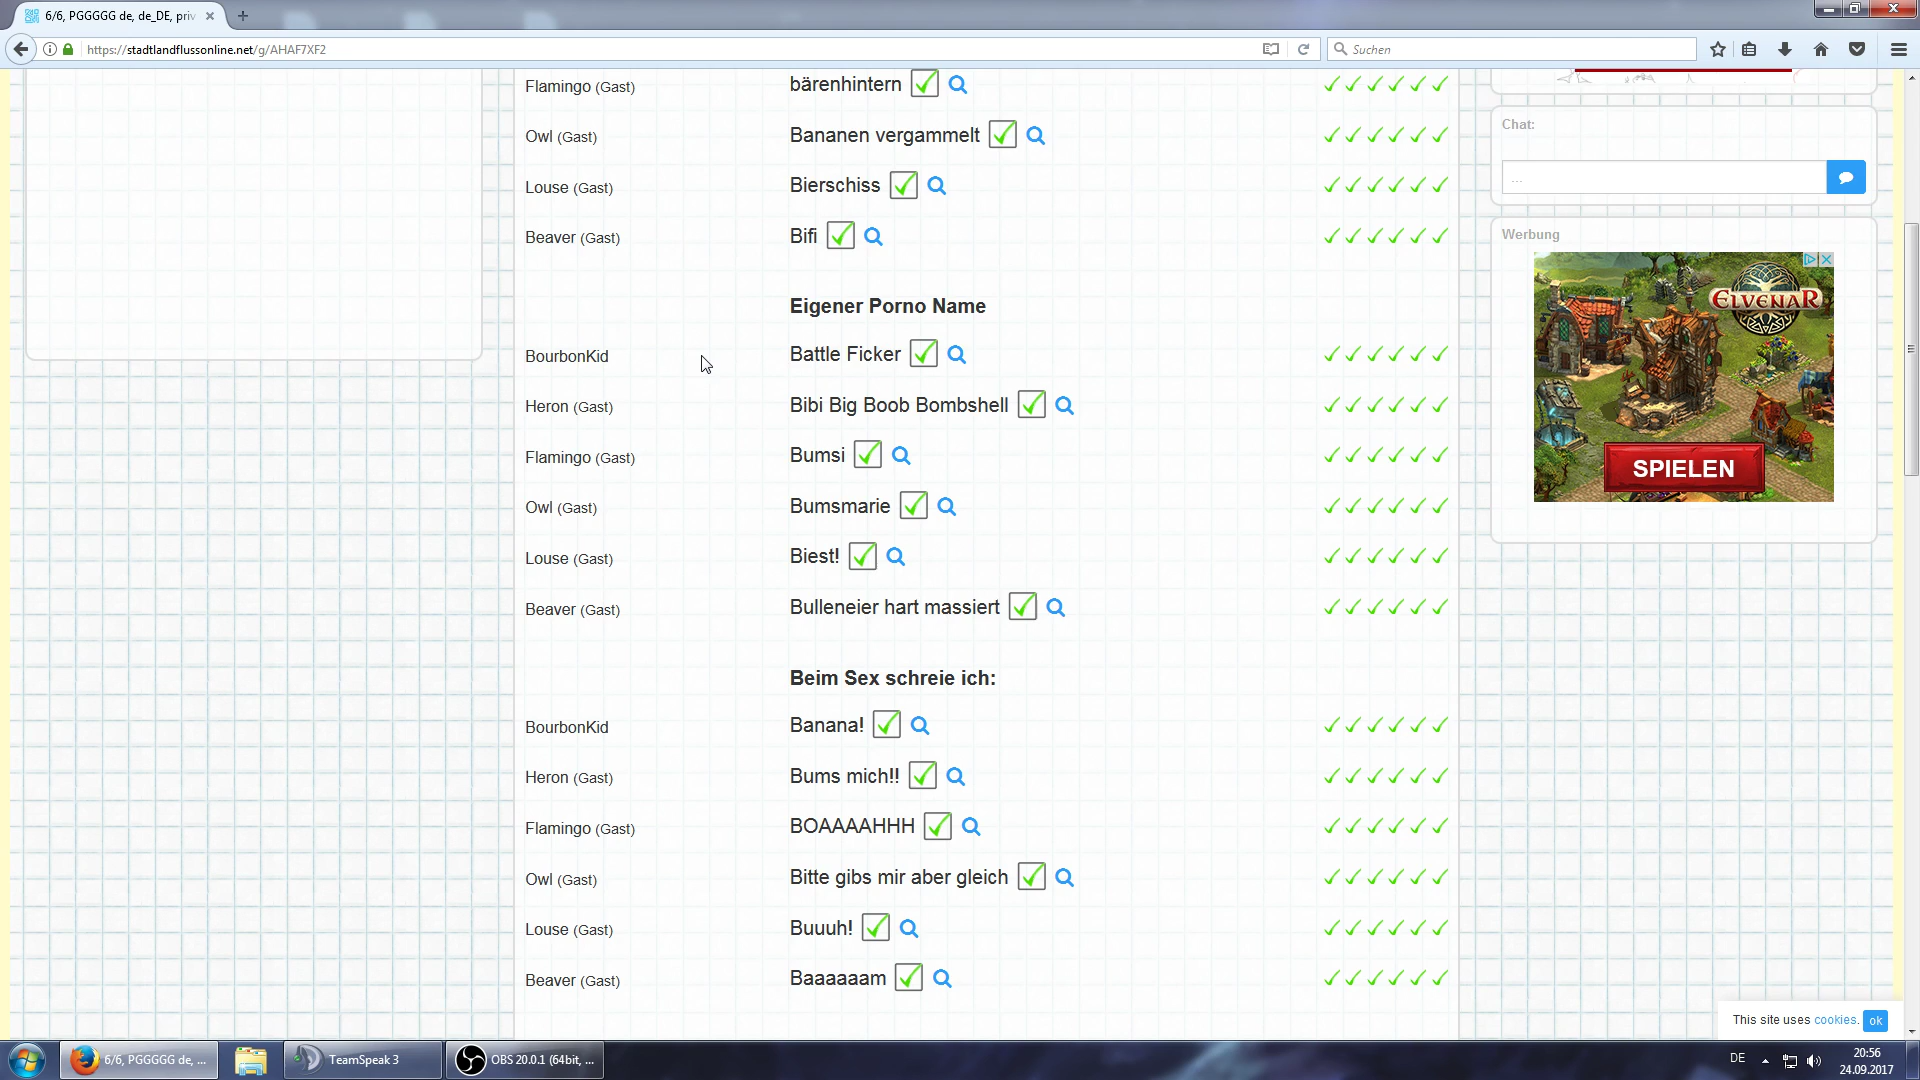 6/6, PGGGGG de, de_DE, priv
https://stadtlandflussonline.net/g/AHAF7XF2
Suchen
Flamingo (Gast) bärenhintern
Owl (Gast) Bananen vergammelt
Louse (Gast) Bierschiss
Beaver (Gast) Bifi
Eigener Porno Name
BourbonKid Battle Ficker
Heron (Gast) Bibi Big Boob Bombshell
Flamingo (Gast) Bumsi
Owl (Gast) Bumsmarie
Louse (Gast) Biest!
Beaver (Gast) Bulleneier hart massiert
Beim Sex schreie ich:
BourbonKid Banana!
Heron (Gast) Bums mich!!
Flamingo (Gast) BOAAAAHHH
Owl (Gast) Bitte gibs mir aber gleich
Louse (Gast) Buuuh!
Beaver (Gast) Baaaaaam
Chat:
...
Werbung
ELVENAR
SPIELEN
This site uses cookies. ok
6/6, PGGGGG de, ...
TeamSpeak 3
OBS 20.0.1 (64bit, ...
DE
20:56
24.09.2017